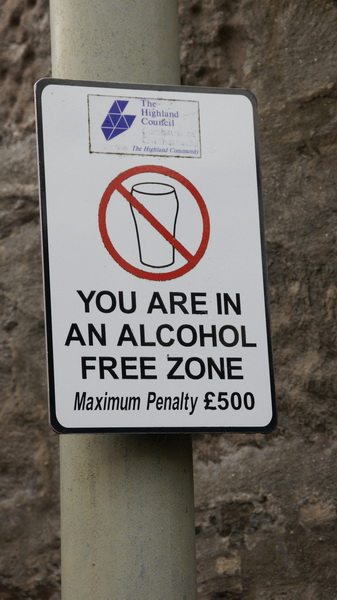 The
Highland
Council
The Highland Community
YOU ARE IN
AN ALCOHOL
FREE ZONE
Maximum Penalty £500